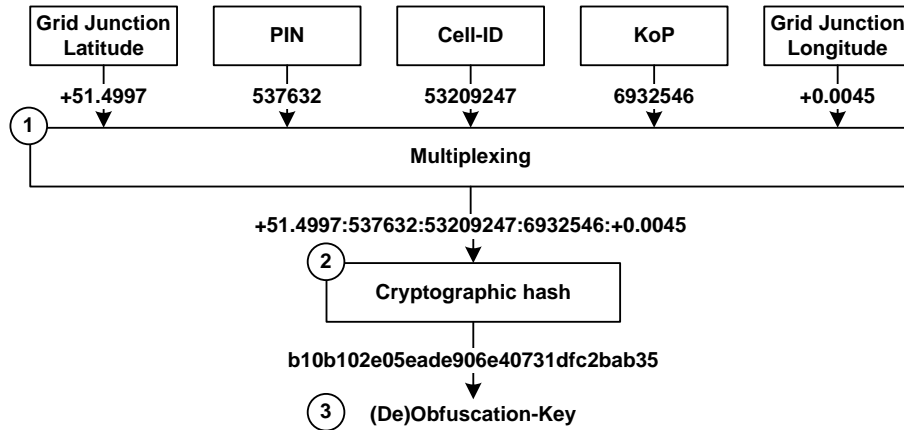 Grid Junction
Latitude
PIN
Cell-ID
KoP
Grid Junction
Longitude
+51.4997
537632
53209247
6932546
+0.0045
1
Multiplexing
+51.4997:537632:53209247:6932546:+0.0045
2
Cryptographic hash
b10b102e05eade906e40731dfc2bab35
3
(De)Obfuscation-Key